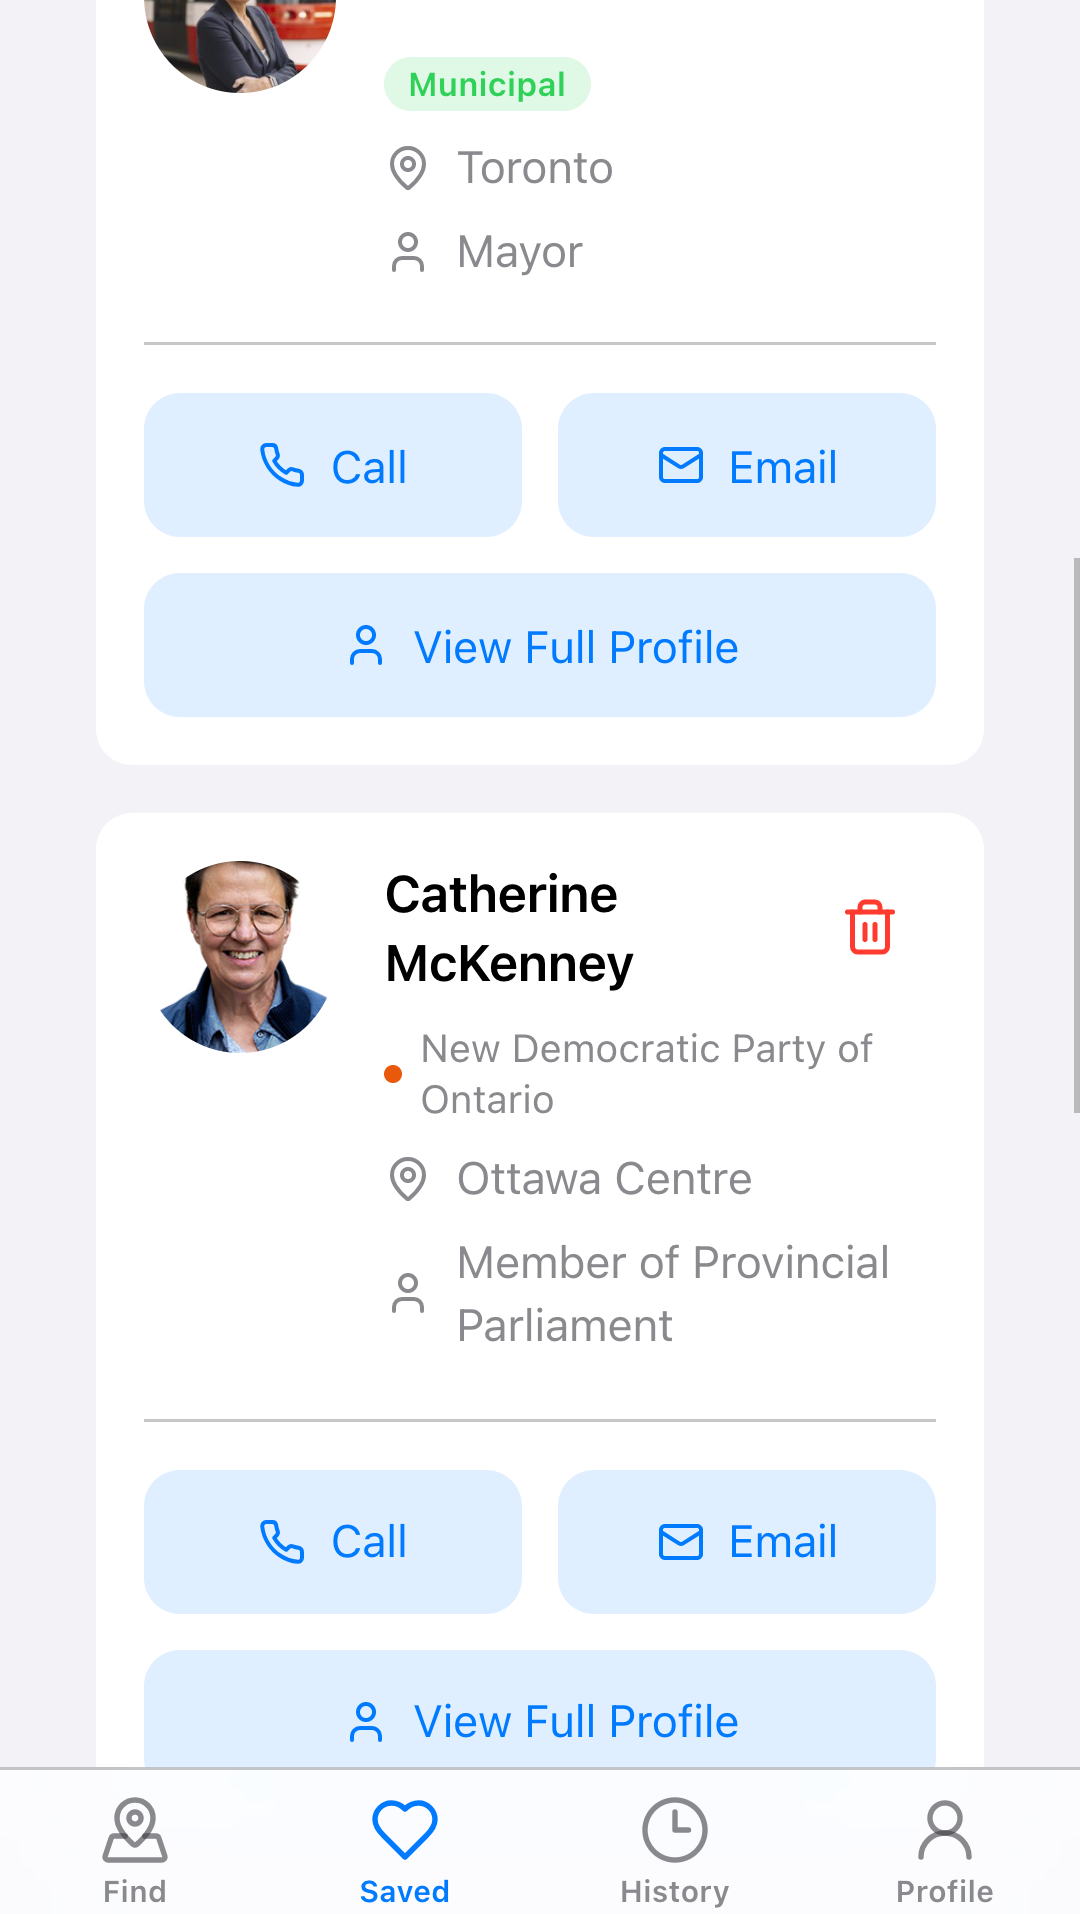 Municipal
Toronto
Mayor
Call
Email
View Full Profile
Catherine
McKenney
New Democratic Party of
Ontario
Ottawa Centre
Member of Provincial
Parliament
Call
Email
View Full Profile
Find
Saved
History
Profile